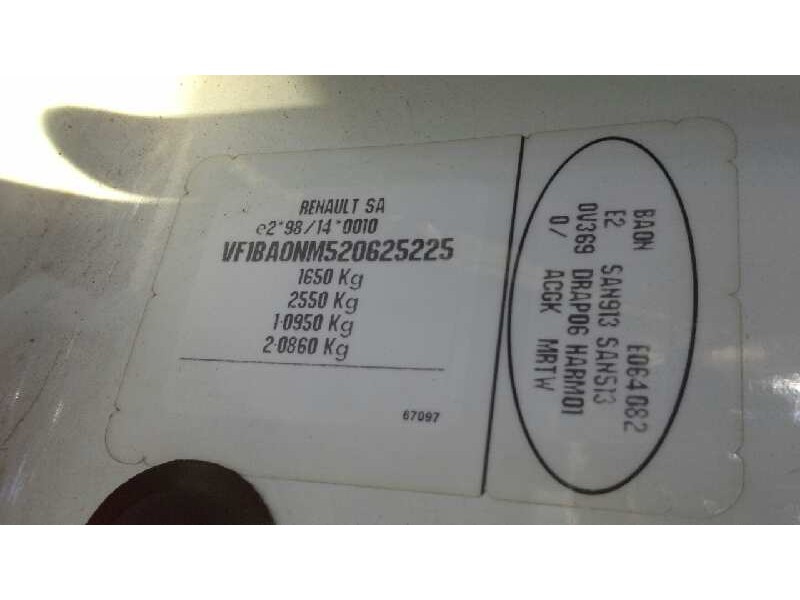 RENAULT SA
e2*98/14*0010
VF1BA0NM520625225
1650 Kg
2550 Kg
1-0950 Kg
2-0860 Kg
67097
BA0N E064082
E2 SAN913 SAN513
0V369 DRAP06 HARM01
0/ ACGK MRTW